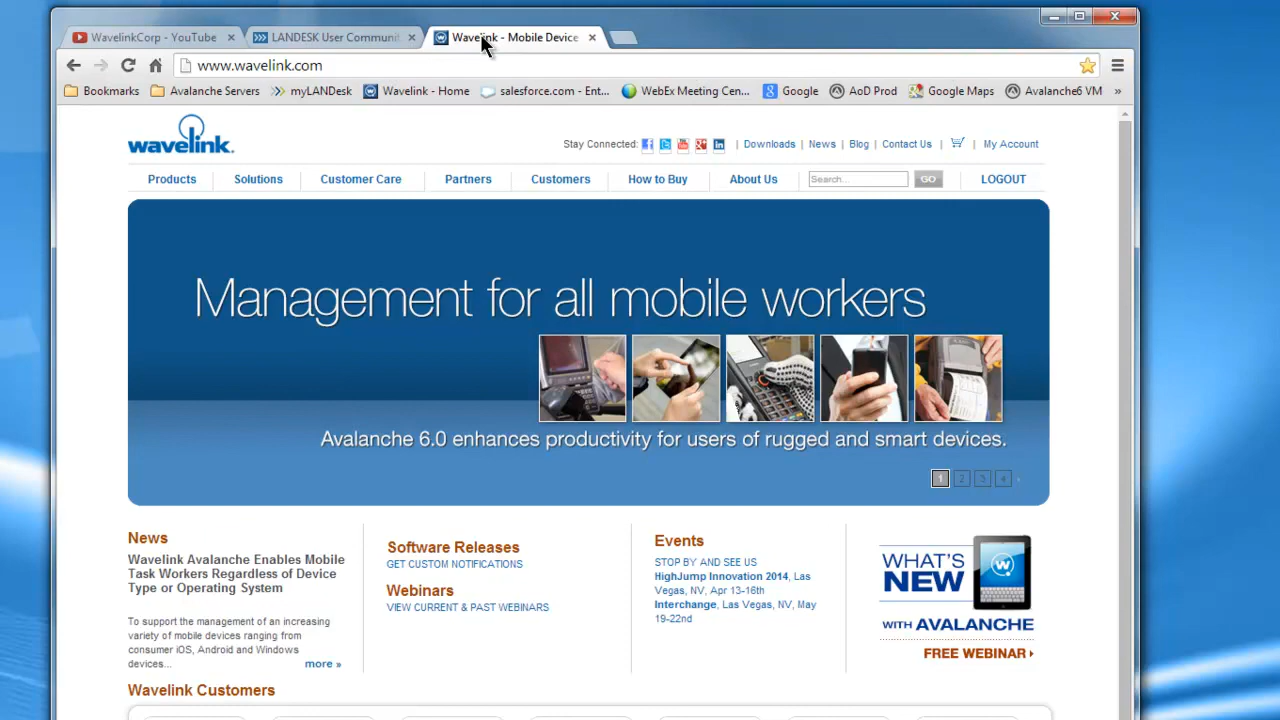 WavelinkCorp - YouTube
LANDESK User Communit
Wavelink - Mobile Device
www.wavelink.com
Bookmarks
Avalanche Servers
myLANDesk
Wavelink - Home
salesforce.com - Ent...
WebEx Meeting Cen...
Google
AoD Prod
Google Maps
Avalanche6 VM
»
wavelink.
Stay Connected:
Downloads
News
Blog
Contact Us
My Account
Products
Solutions
Customer Care
Partners
Customers
How to Buy
About Us
Search...
GO
LOGOUT
Management for all mobile workers
Avalanche 6.0 enhances productivity for users of rugged and smart devices.
1 2 3 4
News
Wavelink Avalanche Enables Mobile
Task Workers Regardless of Device
Type or Operating System
To support the management of an increasing
variety of mobile devices ranging from
consumer iOS, Android and Windows
devices...
more »
Software Releases
GET CUSTOM NOTIFICATIONS
Webinars
VIEW CURRENT & PAST WEBINARS
Events
STOP BY AND SEE US
HighJump Innovation 2014, Las
Vegas, NV, Apr 13-16th
Interchange, Las Vegas, NV, May
19-22nd
WHAT'S
NEW
WITH AVALANCHE
FREE WEBINAR
Wavelink Customers